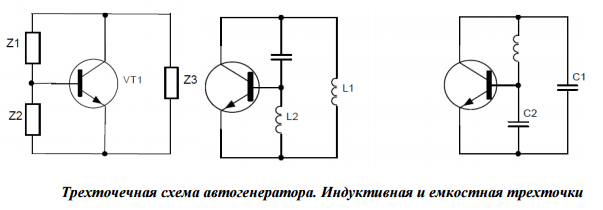 Z1
Z2
VT1
Z3
L2
L1
C2
C1
Трехточечная схема автогенератора. Индуктивная и емкостная трехточки